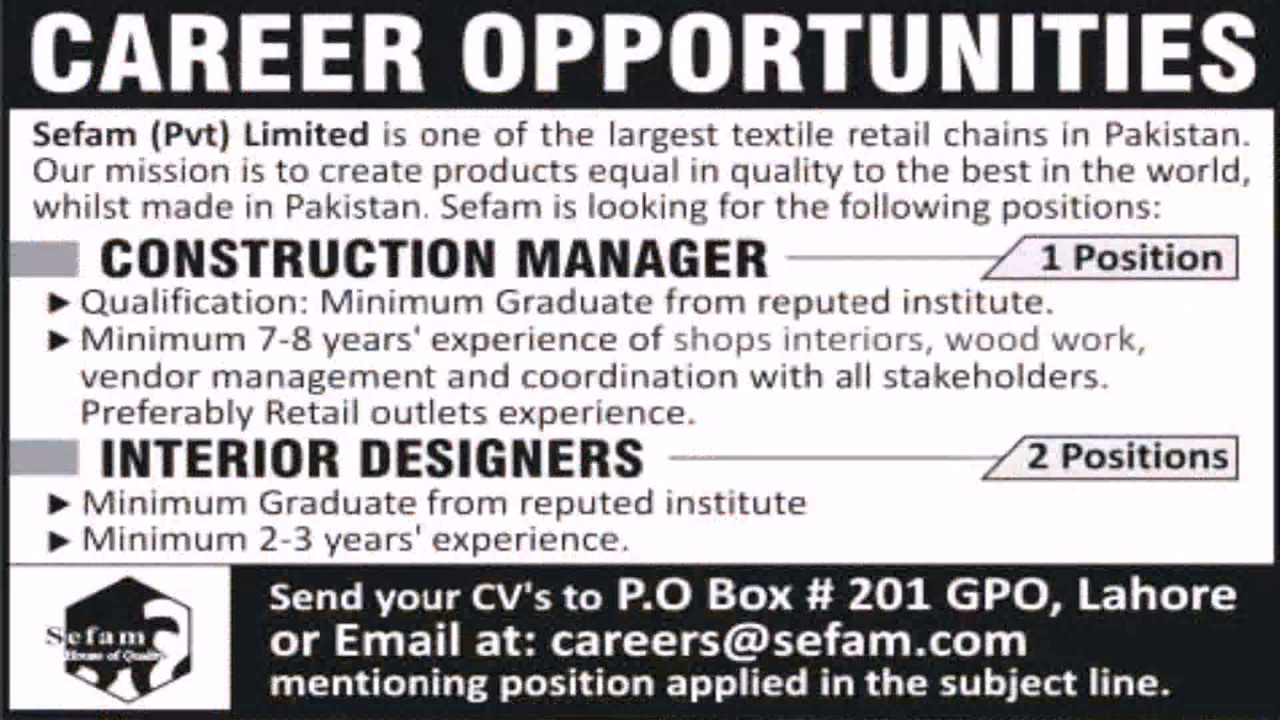 CAREER OPPORTUNITIES
Sefam (Pvt) Limited is one of the largest textile retail chains in Pakistan.
Our mission is to create products equal in quality to the best in the world,
whilst made in Pakistan. Sefam is looking for the following positions:
CONSTRUCTION MANAGER 1 Position
▶ Qualification: Minimum Graduate from reputed institute.
▶ Minimum 7-8 years' experience of shops interiors, wood work,
vendor management and coordination with all stakeholders.
Preferably Retail outlets experience.
INTERIOR DESIGNERS 2 Positions
▶ Minimum Graduate from reputed institute
▶ Minimum 2-3 years' experience.
Sefam
House of Quality
Send your CV's to P.O Box # 201 GPO, Lahore
or Email at: careers@sefam.com
mentioning position applied in the subject line.